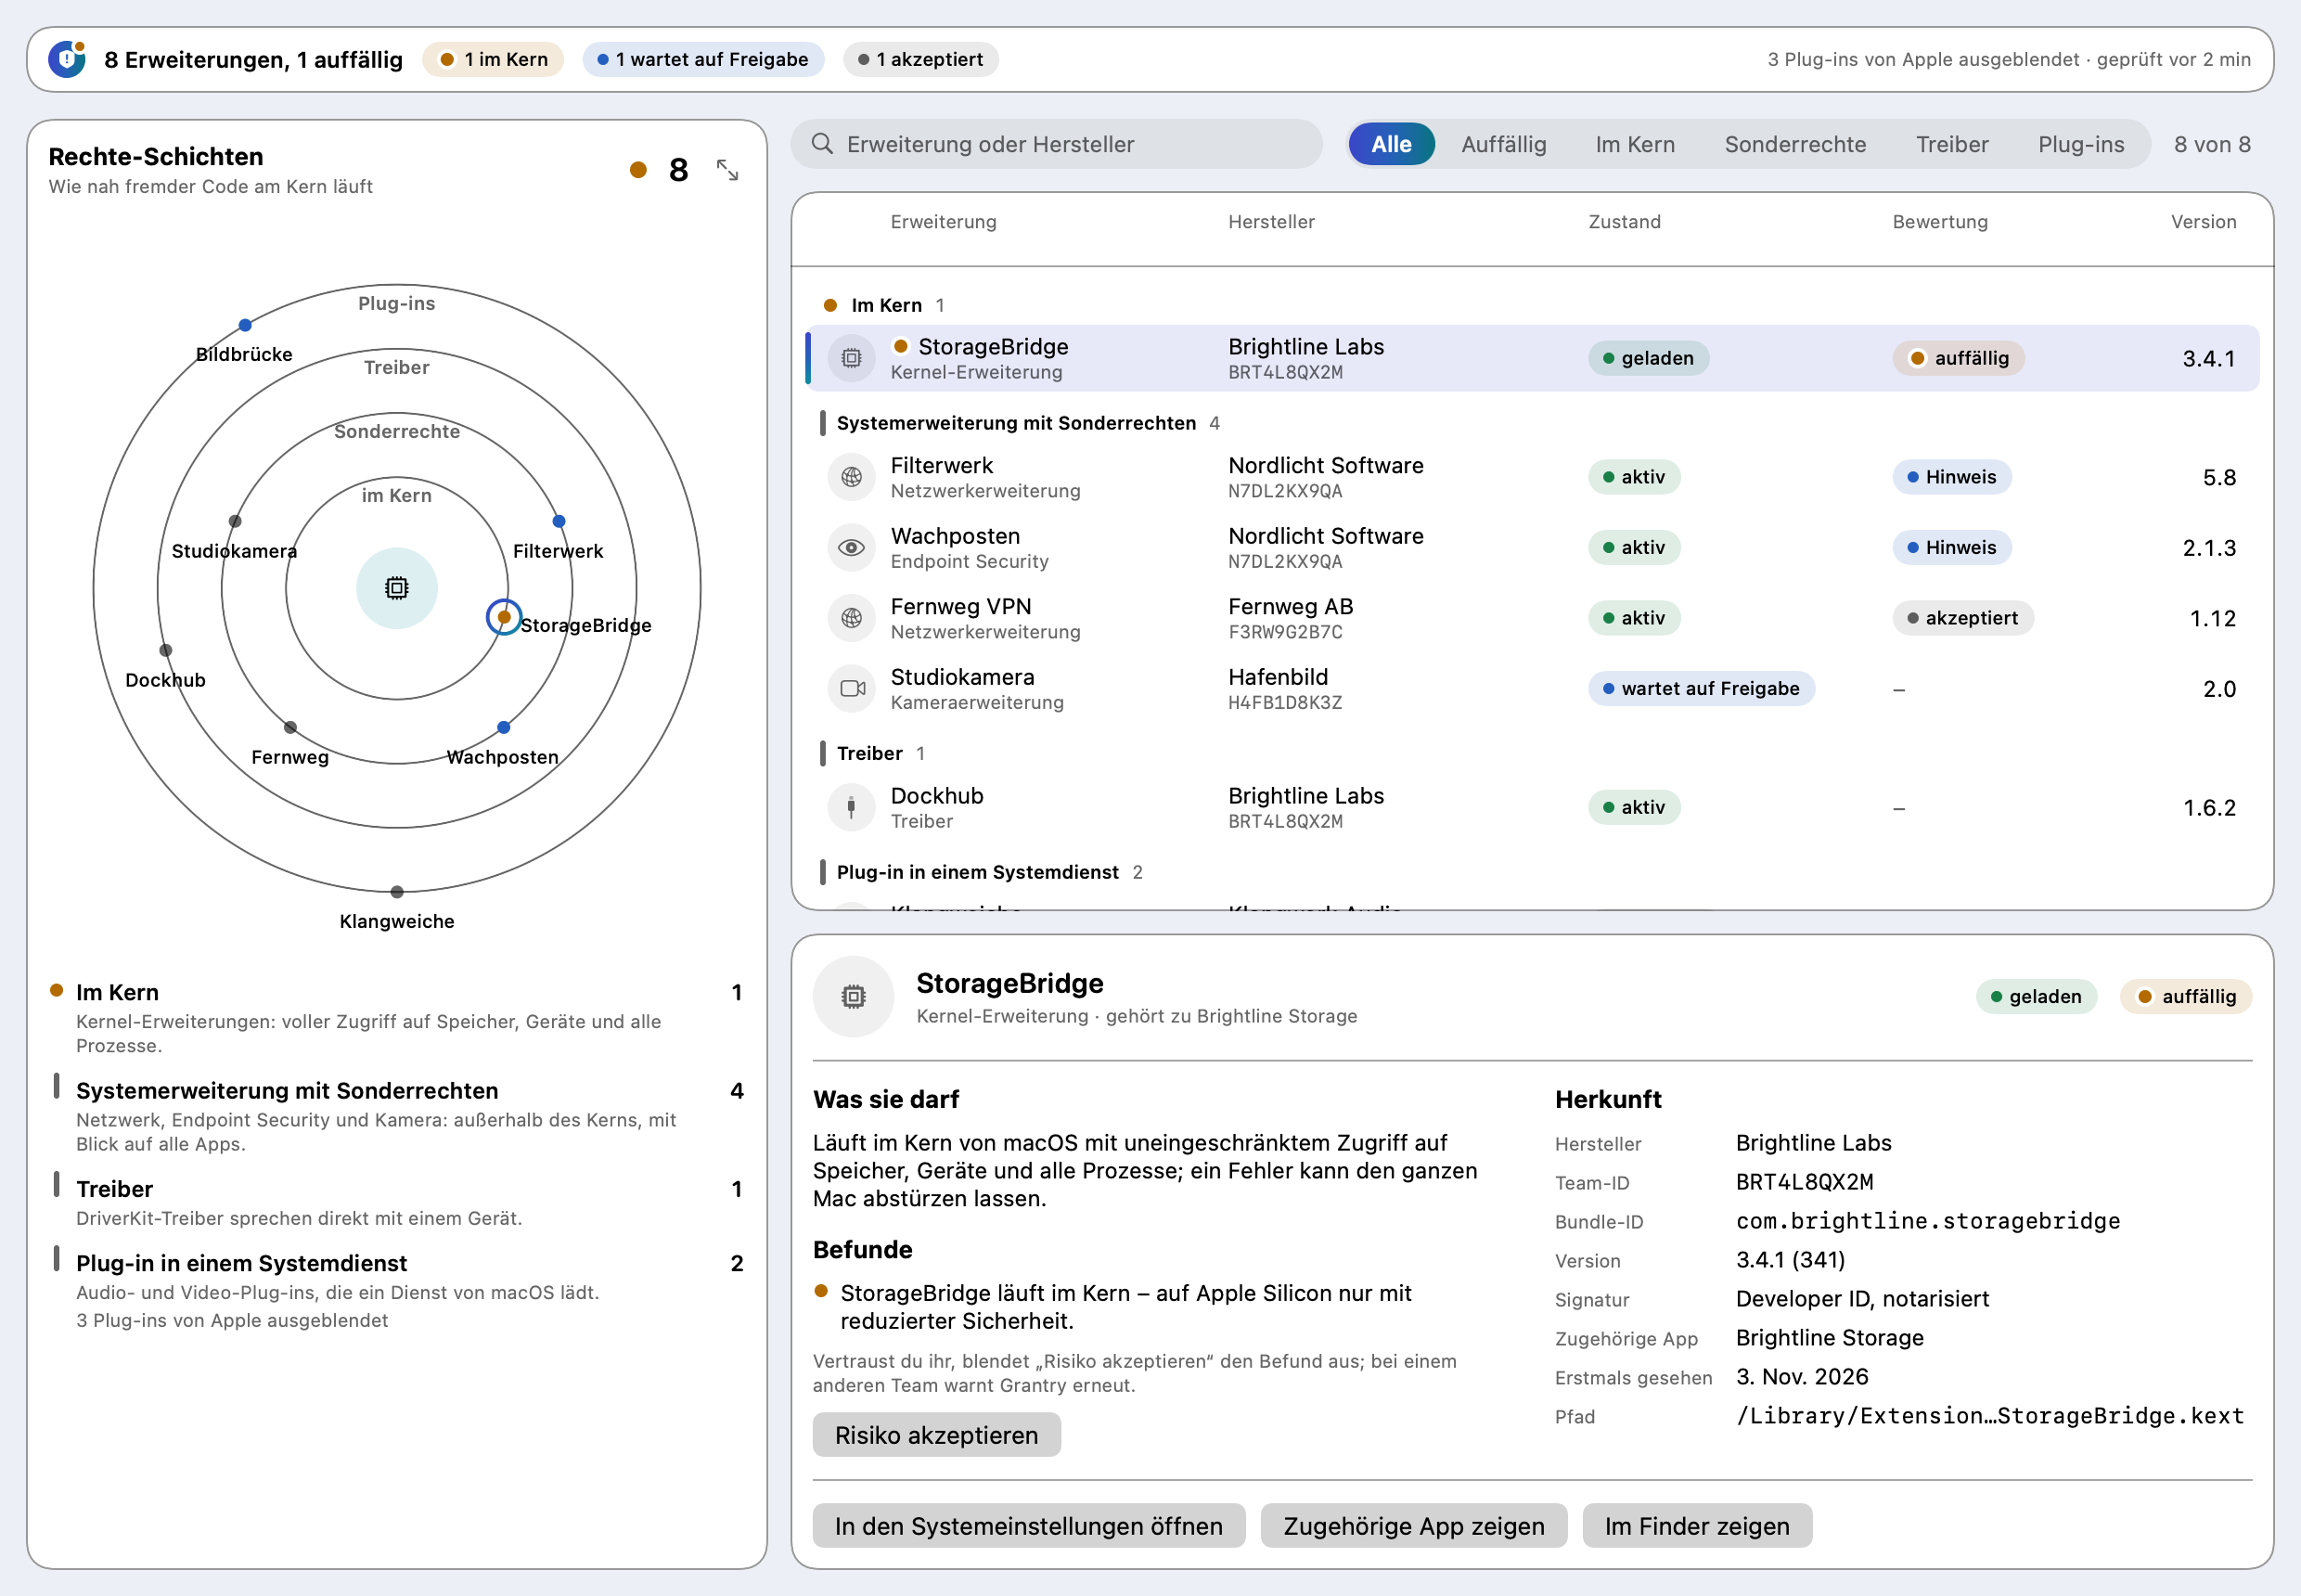 8 Erweiterungen, 1 auffällig
1 im Kern
1 wartet auf Freigabe
1 akzeptiert
3 Plug-ins von Apple ausgeblendet · geprüft vor 2 min
Rechte-Schichten
Wie nah fremder Code am Kern läuft
8
Plug-ins
Bildbrücke
Treiber
Sonderrechte
im Kern
Studiokamera
Filterwerk
StorageBridge
Dockhub
Fernweg
Wachposten
Klangweiche
Im Kern 1
Kernel-Erweiterungen: voller Zugriff auf Speicher, Geräte und alle
Prozesse.
Systemerweiterung mit Sonderrechten 4
Netzwerk, Endpoint Security und Kamera: außerhalb des Kerns, mit
Blick auf alle Apps.
Treiber 1
DriverKit-Treiber sprechen direkt mit einem Gerät.
Plug-in in einem Systemdienst 2
Audio- und Video-Plug-ins, die ein Dienst von macOS lädt.
3 Plug-ins von Apple ausgeblendet
Erweiterung oder Hersteller
Alle Auffällig Im Kern Sonderrechte Treiber Plug-ins
8 von 8
Erweiterung Hersteller Zustand Bewertung Version
Im Kern 1
StorageBridge Brightline Labs geladen auffällig 3.4.1
Kernel-Erweiterung BRT4L8QX2M
Systemerweiterung mit Sonderrechten 4
Filterwerk Nordlicht Software aktiv Hinweis 5.8
Netzwerkerweiterung N7DL2KX9QA
Wachposten Nordlicht Software aktiv Hinweis 2.1.3
Endpoint Security N7DL2KX9QA
Fernweg VPN Fernweg AB aktiv akzeptiert 1.12
Netzwerkerweiterung F3RW9G2B7C
Studiokamera Hafenbild wartet auf Freigabe – 2.0
Kameraerweiterung H4FB1D8K3Z
Treiber 1
Dockhub Brightline Labs aktiv – 1.6.2
Treiber BRT4L8QX2M
Plug-in in einem Systemdienst 2
StorageBridge
Kernel-Erweiterung · gehört zu Brightline Storage
geladen
auffällig
Was sie darf
Läuft im Kern von macOS mit uneingeschränktem Zugriff auf
Speicher, Geräte und alle Prozesse; ein Fehler kann den ganzen
Mac abstürzen lassen.
Befunde
StorageBridge läuft im Kern – auf Apple Silicon nur mit
reduzierter Sicherheit.
Vertraust du ihr, blendet „Risiko akzeptieren“ den Befund aus; bei einem
anderen Team warnt Grantry erneut.
Risiko akzeptieren
Herkunft
Hersteller Brightline Labs
Team-ID BRT4L8QX2M
Bundle-ID com.brightline.storagebridge
Version 3.4.1 (341)
Signatur Developer ID, notarisiert
Zugehörige App Brightline Storage
Erstmals gesehen 3. Nov. 2026
Pfad /Library/Extension…StorageBridge.kext
In den Systemeinstellungen öffnen
Zugehörige App zeigen
Im Finder zeigen